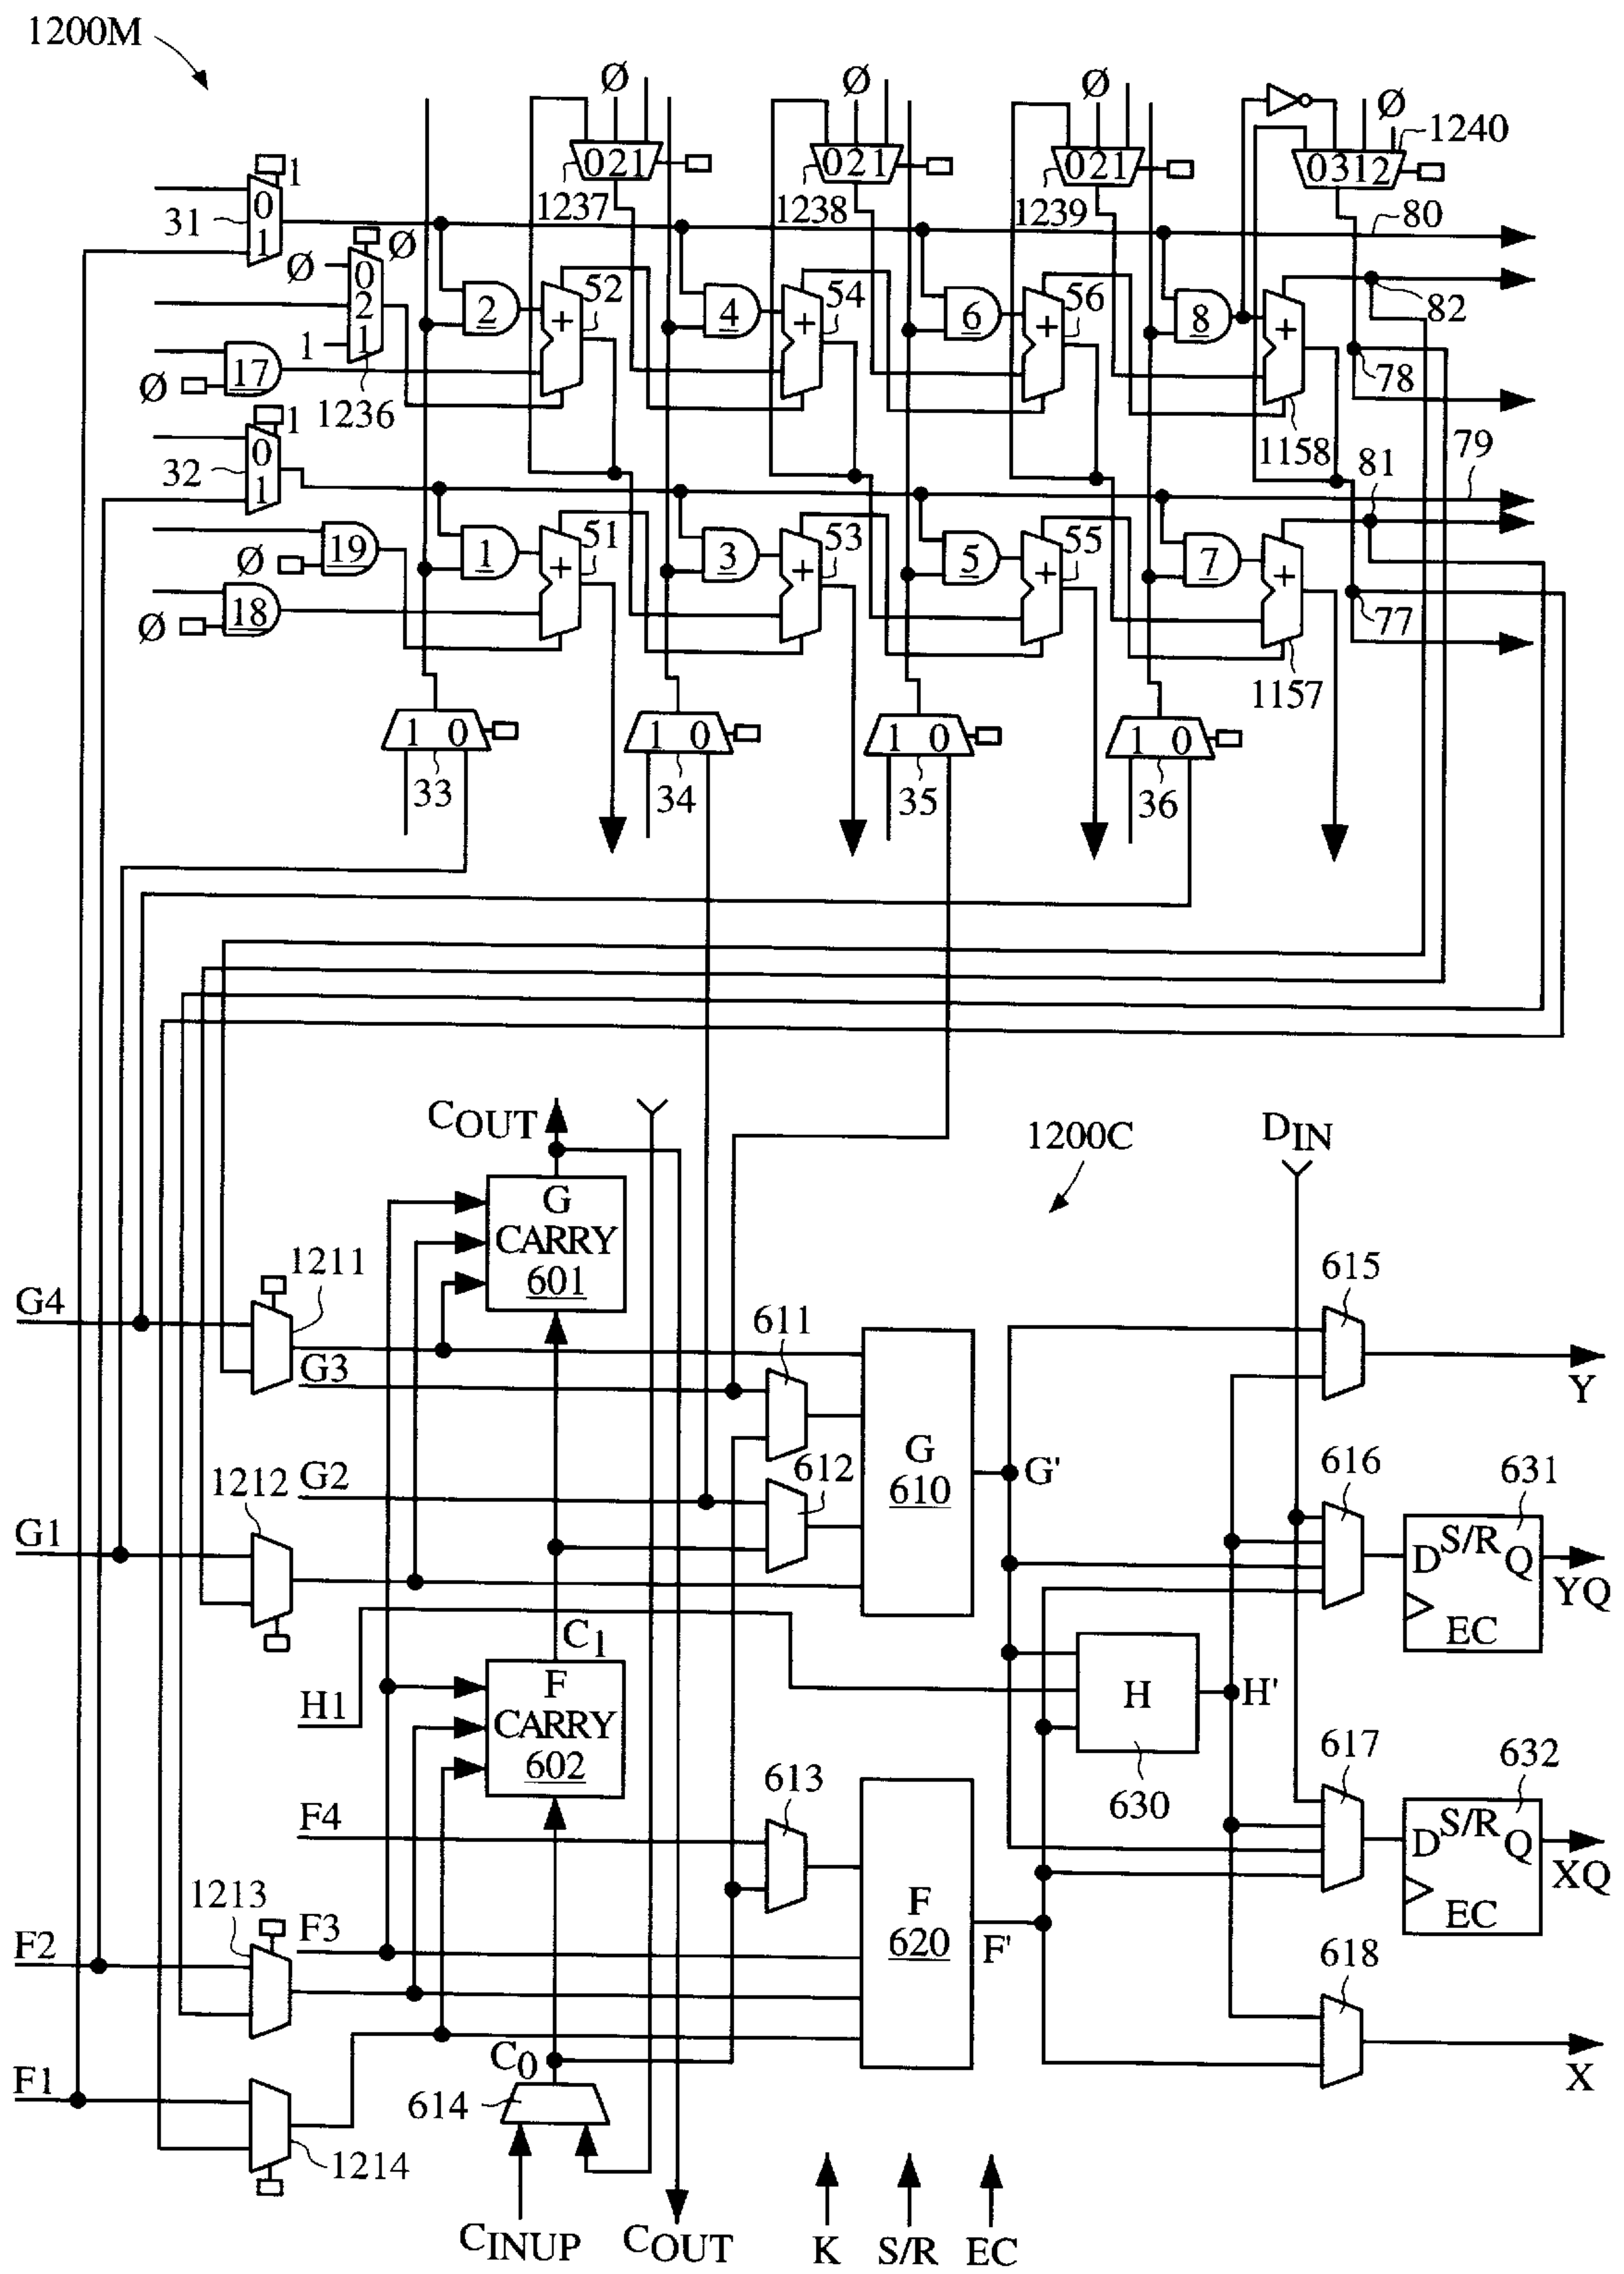 1200M
Ø Ø Ø Ø
1240
0 2 1 0 2 1 0 2 1 0 3 1 2
1237 1238 1239
31 0 1 1
80
Ø 0 2 1 Ø
1
1236
2 + 52 4 + 54 6 + 56 8 + 82
Ø 17
78
1158
32 0 1 1
79
81
Ø 19
1 + 51 3 + 53 5 + 55 7 +
Ø 18
77
1157
1 0 1 0 1 0 1 0
33 34 35 36
COUT
1200C
DIN
G CARRY 601
1211
615
G4
611
G3
Y
G 610
G'
1212
G2
612
616
631
G1
D S/R Q
YQ
EC
C1
H1
F CARRY 602
H
H'
630
613
617
632
F4
D S/R Q
XQ
EC
1213
F3
F 620
F'
F2
618
C0
F1
614
X
1214
CINUP COUT K S/R EC